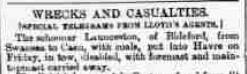 WRECKS AND CASUALTIES.
[SPECIAL TELEGRAMS FROM LLOYD'S AGENTS.]
The schooner Launceston, of Bideford, from
Swansea to Caen, with coals, put into Havre on
Friday, in tow, disabled, with foremast and main-
topmast carried away.